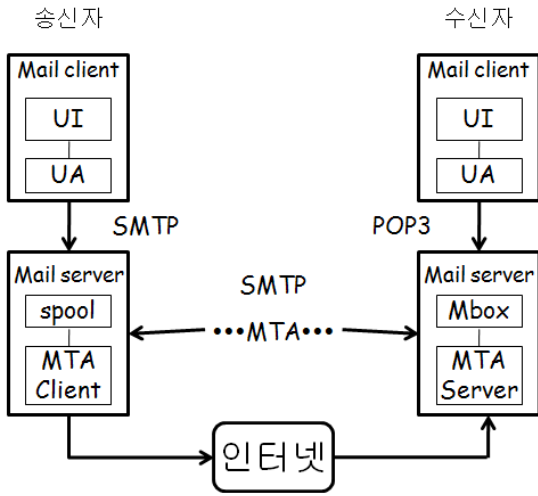 송신자
수신자
Mail client
UI
UA
Mail client
UI
UA
SMTP
POP3
Mail server
spool
MTA
Client
SMTP
•••MTA•••
Mail server
Mbox
MTA
Server
인터넷